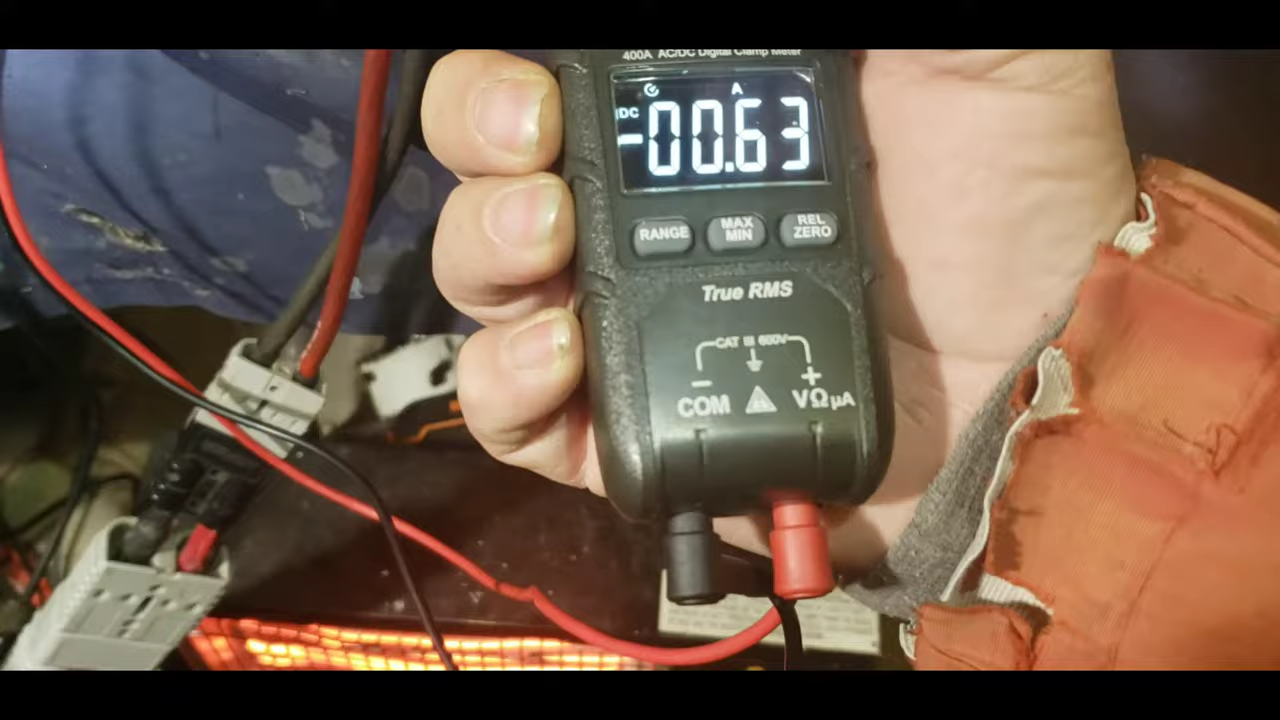 400A AC/DC Digital Clamp Meter
A
DC
-00.63
RANGE
MAX
MIN
REL
ZERO
True RMS
CAT III 600V
− +
COM
VΩμA